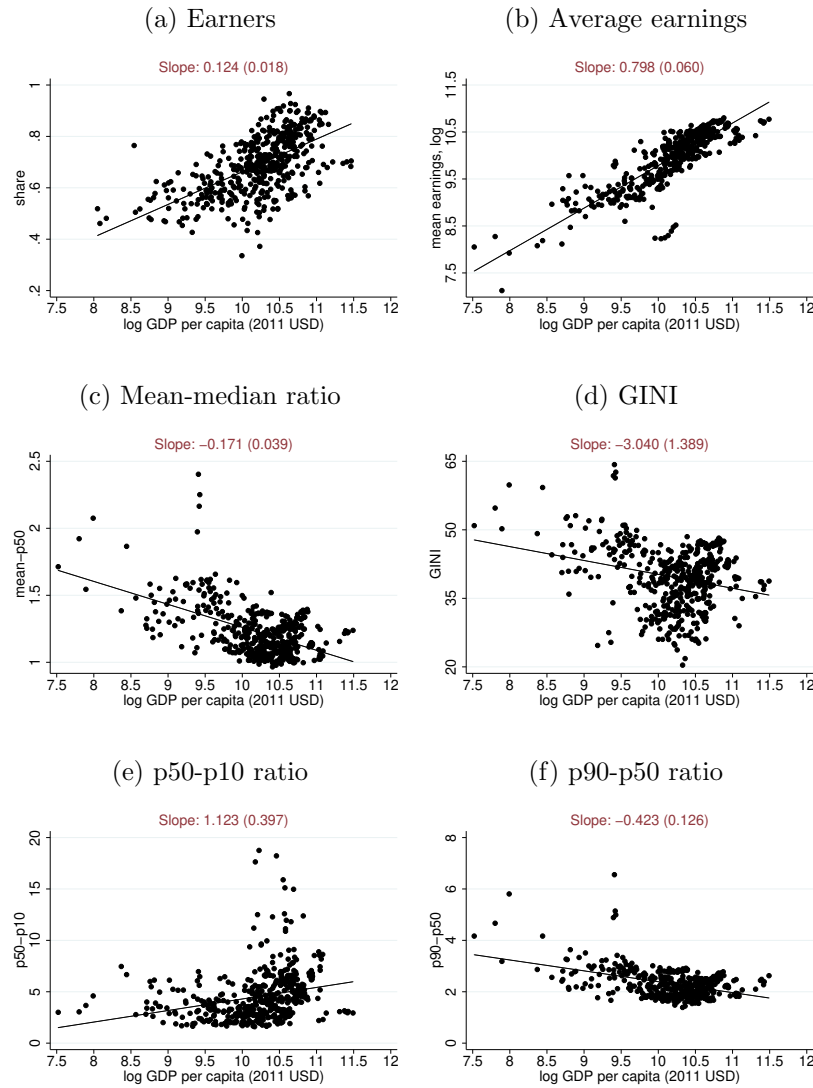 (a) Earners
Slope: 0.124 (0.018)
share
1
.8
.6
.4
.2
7.5 8 8.5 9 9.5 10 10.5 11 11.5 12
log GDP per capita (2011 USD)
(b) Average earnings
Slope: 0.798 (0.060)
mean earnings, log
11.5
10.5
9.5
8.5
7.5
7.5 8 8.5 9 9.5 10 10.5 11 11.5 12
log GDP per capita (2011 USD)
(c) Mean-median ratio
Slope: −0.171 (0.039)
mean−p50
2.5
2
1.5
1
7.5 8 8.5 9 9.5 10 10.5 11 11.5 12
log GDP per capita (2011 USD)
(d) GINI
Slope: −3.040 (1.389)
GINI
65
50
35
20
7.5 8 8.5 9 9.5 10 10.5 11 11.5 12
log GDP per capita (2011 USD)
(e) p50-p10 ratio
Slope: 1.123 (0.397)
p50−p10
20
15
10
5
0
7.5 8 8.5 9 9.5 10 10.5 11 11.5 12
log GDP per capita (2011 USD)
(f) p90-p50 ratio
Slope: −0.423 (0.126)
p90−p50
8
6
4
2
0
7.5 8 8.5 9 9.5 10 10.5 11 11.5 12
log GDP per capita (2011 USD)